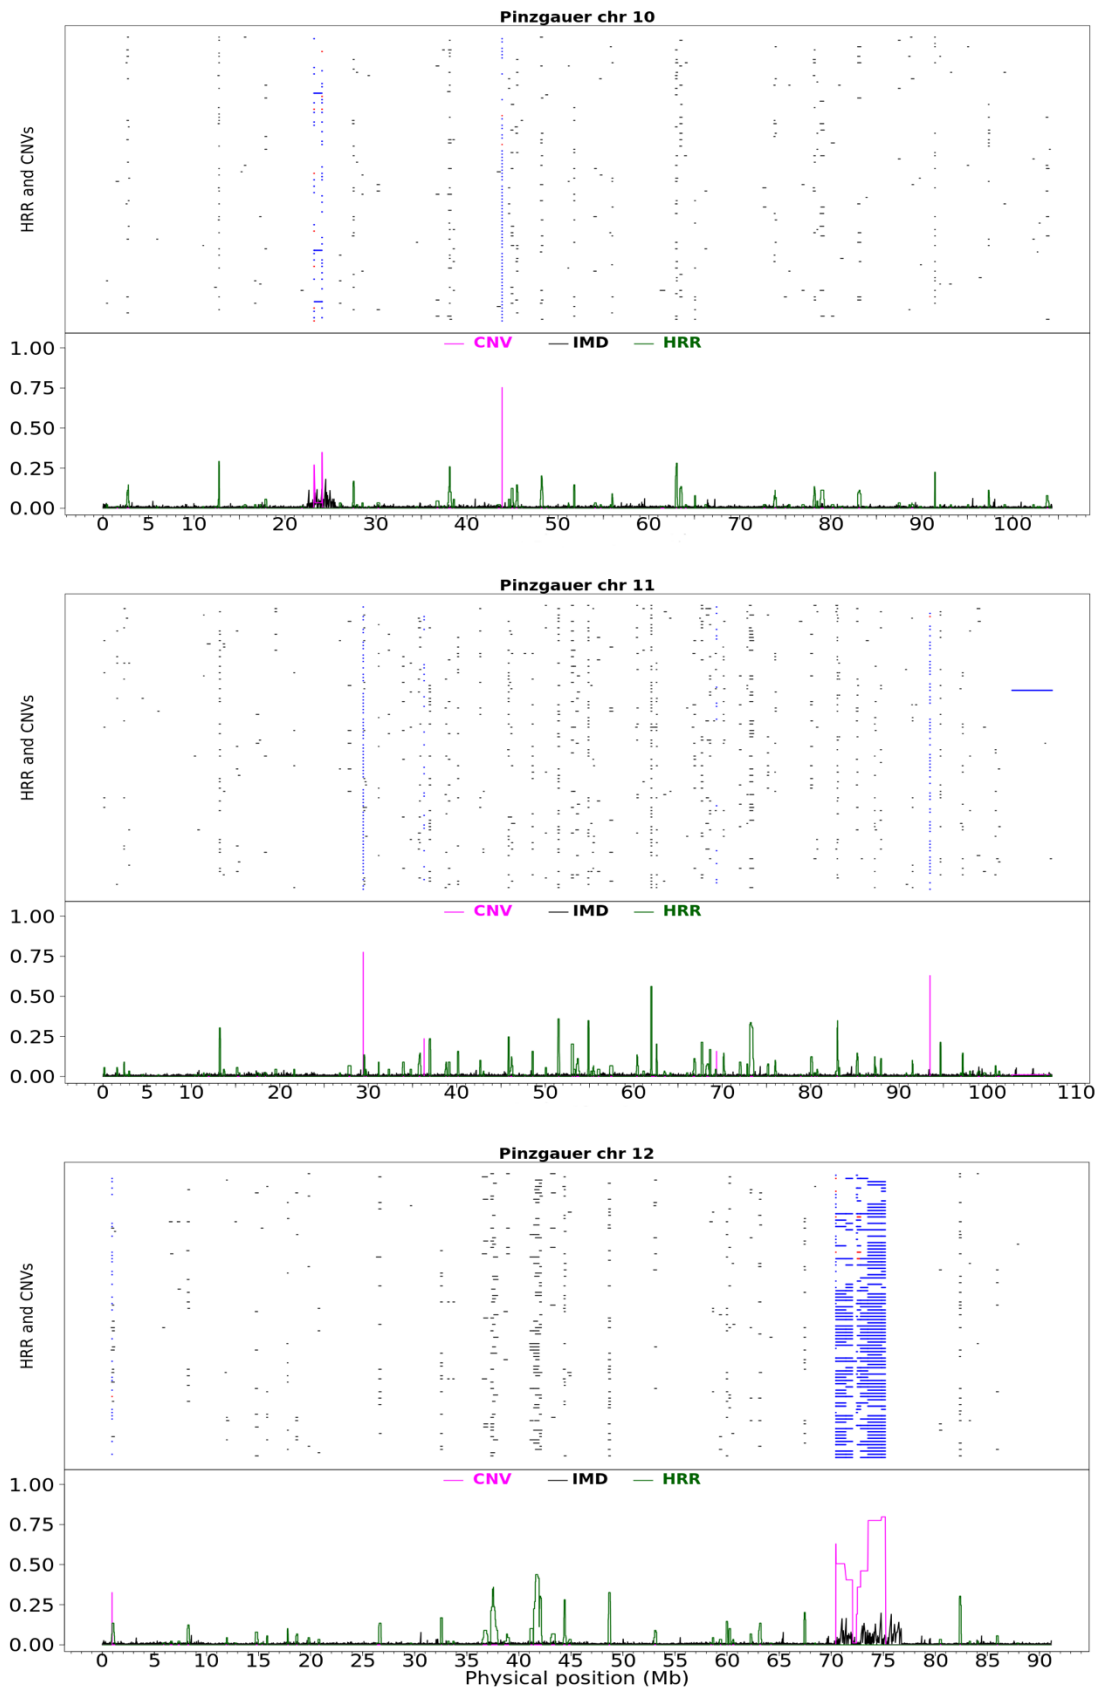 Pinzgauer chr 10
HRR and CNVs
CNV IMD HRR
1.00
0.75
0.50
0.25
0.00
0 5 10 15 20 30 40 50 60 70 80 90 100
Pinzgauer chr 11
HRR and CNVs
CNV IMD HRR
1.00
0.75
0.50
0.25
0.00
0 5 10 15 20 30 40 50 60 70 80 90 100 110
Pinzgauer chr 12
HRR and CNVs
CNV IMD HRR
1.00
0.75
0.50
0.25
0.00
0 5 10 15 20 25 30 35 40 45 50 55 60 65 70 75 80 85 90
Physical position (Mb)